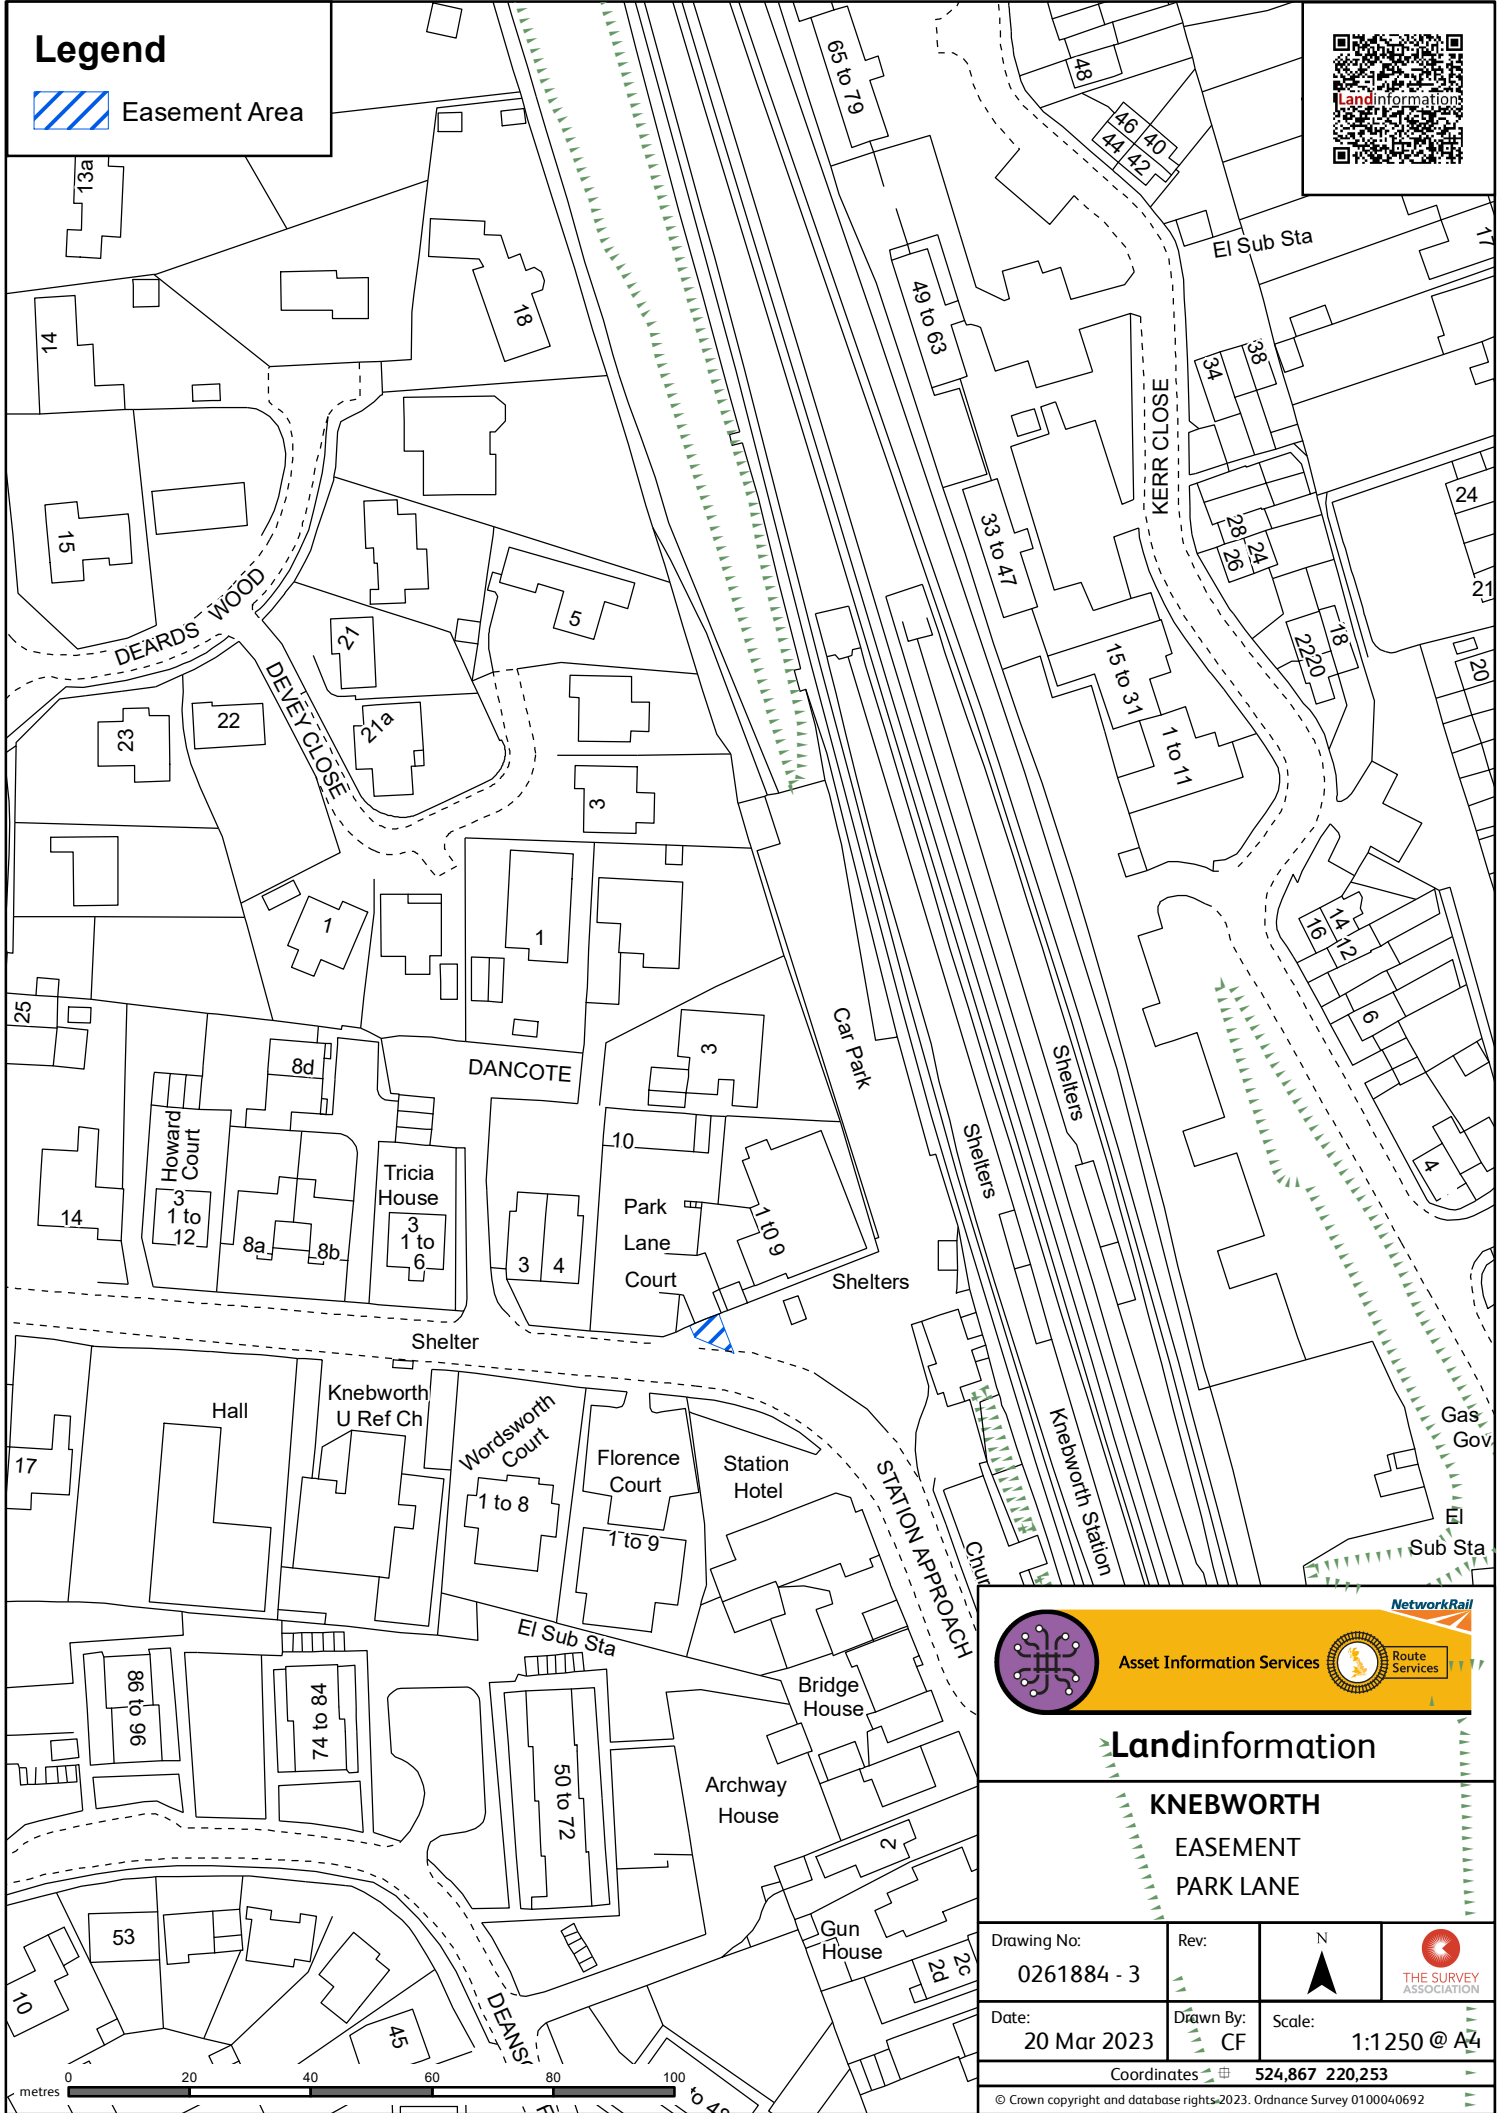 Legend
Easement Area
Landinformation
13a
65 to 79
48
46
40
44
42
El Sub Sta
17
18
14
49 to 63
38
34
KERR CLOSE
24
15
33 to 47
28
24
26
21
DEARDS WOOD
5
21
18
2220
20
15 to 31
DEVEY CLOSE
22
21a
23
1 to 11
3
1
1
14
16
12
25
6
Car Park
3
Shelters
8d
DANCOTE
Howard
Court
10
4
Tricia
House
Shelters
3
1 to
12
14
3
1 to
6
8a
8b
Park
Lane
Court
1 to 9
3
4
Shelters
Shelter
Knebworth
U Ref Ch
Hall
Wordsworth
Court
Florence
Court
Station
Hotel
Knebworth Station
Gas
Gov
17
1 to 8
1 to 9
STATION APPROACH
El
Sub Sta
Chur
El Sub Sta
86 to 96
74 to 84
50 to 72
Bridge
House
Archway
House
2
Gun
House
2d
2c
53
10
45
DEANS
to 48
metres
0 20 40 60 80 100
NetworkRail
Asset Information Services
Route
Services
Landinformation
KNEBWORTH
EASEMENT
PARK LANE
Drawing No:
0261884 - 3
Rev:
N
THE SURVEY
ASSOCIATION
Date:
20 Mar 2023
Drawn By:
CF
Scale:
1:1250 @ A4
Coordinates 524,867 220,253
© Crown copyright and database rights 2023. Ordnance Survey 0100040692